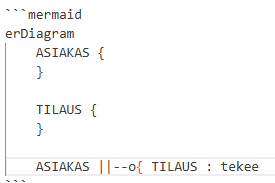 ```mermaid
erDiagram
    ASIAKAS {
    }

    TILAUS {
    }

    ASIAKAS ||--o{ TILAUS : tekee
```